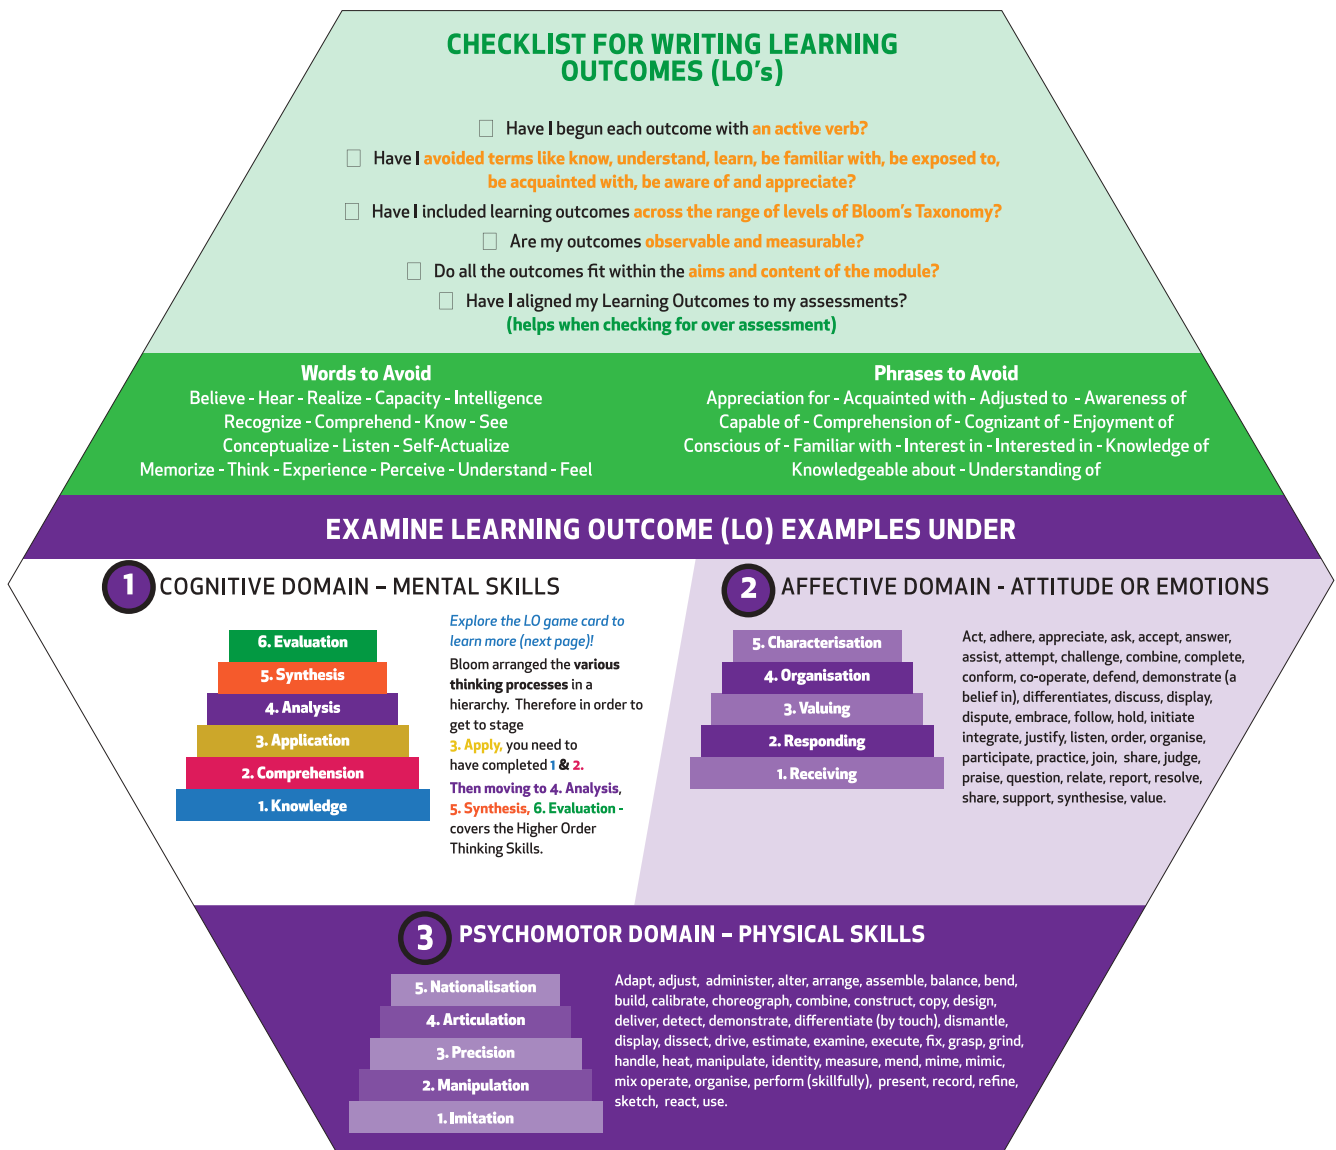 CHECKLIST FOR WRITING LEARNING
OUTCOMES (LO's)
Have I begun each outcome with an active verb?
Have I avoided terms like know, understand, learn, be familiar with, be exposed to,
be acquainted with, be aware of and appreciate?
Have I included learning outcomes across the range of levels of Bloom's Taxonomy?
Are my outcomes observable and measurable?
Do all the outcomes fit within the aims and content of the module?
Have I aligned my Learning Outcomes to my assessments?
(helps when checking for over assessment)
Words to Avoid
Believe - Hear - Realize - Capacity - Intelligence
Recognize - Comprehend - Know - See
Conceptualize - Listen - Self-Actualize
Memorize - Think - Experience - Perceive - Understand - Feel
Phrases to Avoid
Appreciation for - Acquainted with - Adjusted to - Awareness of
Capable of - Comprehension of - Cognizant of - Enjoyment of
Conscious of - Familiar with - Interest in - Interested in - Knowledge of
Knowledgeable about - Understanding of
EXAMINE LEARNING OUTCOME (LO) EXAMPLES UNDER
1 COGNITIVE DOMAIN – MENTAL SKILLS
6. Evaluation
5. Synthesis
4. Analysis
3. Application
2. Comprehension
1. Knowledge
Explore the LO game card to
learn more (next page)!
Bloom arranged the various
thinking processes in a
hierarchy. Therefore in order to
get to stage
3. Apply, you need to
have completed 1 & 2.
Then moving to 4. Analysis,
5. Synthesis, 6. Evaluation -
covers the Higher Order
Thinking Skills.
2 AFFECTIVE DOMAIN - ATTITUDE OR EMOTIONS
5. Characterisation
4. Organisation
3. Valuing
2. Responding
1. Receiving
Act, adhere, appreciate, ask, accept, answer,
assist, attempt, challenge, combine, complete,
conform, co-operate, defend, demonstrate (a
belief in), differentiates, discuss, display,
dispute, embrace, follow, hold, initiate
integrate, justify, listen, order, organise,
participate, practice, join, share, judge,
praise, question, relate, report, resolve,
share, support, synthesise, value.
3 PSYCHOMOTOR DOMAIN – PHYSICAL SKILLS
5. Nationalisation
4. Articulation
3. Precision
2. Manipulation
1. Imitation
Adapt, adjust, administer, alter, arrange, assemble, balance, bend,
build, calibrate, choreograph, combine, construct, copy, design,
deliver, detect, demonstrate, differentiate (by touch), dismantle,
display, dissect, drive, estimate, examine, execute, fix, grasp, grind,
handle, heat, manipulate, identity, measure, mend, mime, mimic,
mix operate, organise, perform (skillfully), present, record, refine,
sketch, react, use.